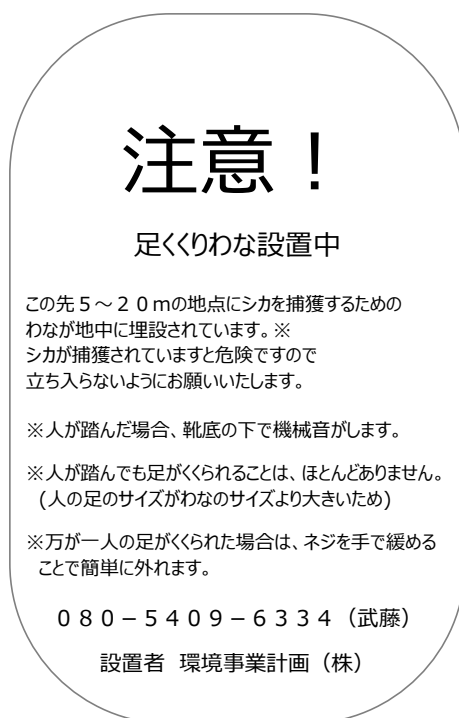 注意！
足くくりわな設置中
この先５～２０ｍの地点にシカを捕獲するための
わなが地中に埋設されています。※
シカが捕獲されていますと危険ですので
立ち入らないようにお願いいたします。
※人が踏んだ場合、靴底の下で機械音がします。
※人が踏んでも足がくくられることは、ほとんどありません。
(人の足のサイズがわなのサイズより大きいため)
※万が一人の足がくくられた場合は、ネジを手で緩める
ことで簡単に外れます。
０８０－５４０９－６３３４（武藤）
設置者 環境事業計画（株）